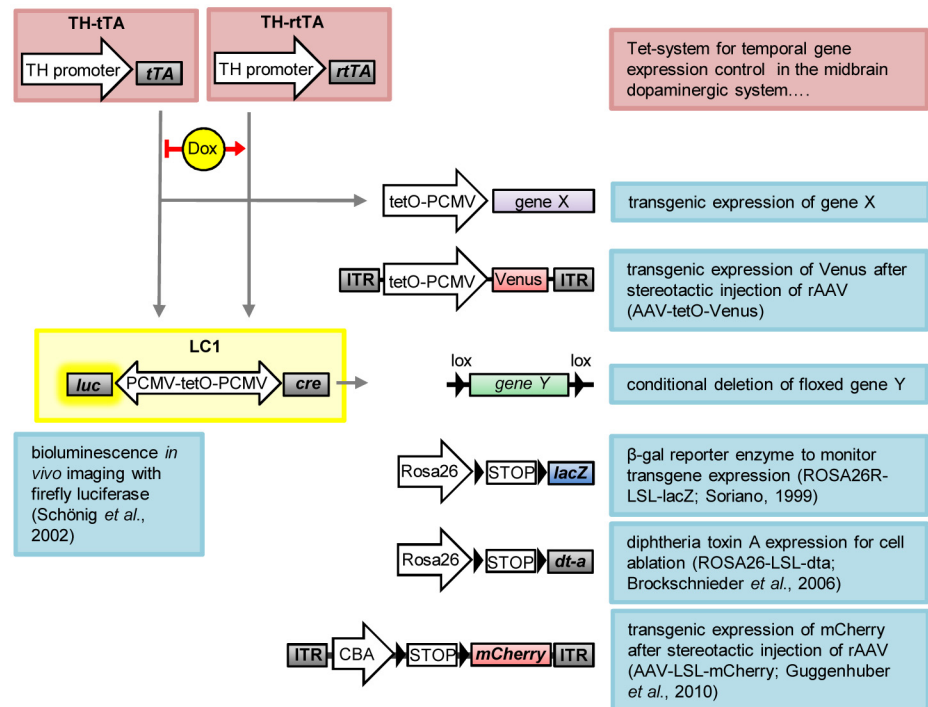 TH-tTA
TH promoter
tTA
TH-rtTA
TH promoter
rtTA
Tet-system for temporal gene
expression control in the midbrain
dopaminergic system....
Dox
tetO-PCMV
gene X
transgenic expression of gene X
ITR
tetO-PCMV
Venus
ITR
transgenic expression of Venus after
stereotactic injection of rAAV
(AAV-tetO-Venus)
LC1
luc
PCMV-tetO-PCMV
cre
lox
lox
gene Y
conditional deletion of floxed gene Y
bioluminescence in
vivo imaging with
firefly luciferase
(Schönig et al.,
2002)
Rosa26
STOP
lacZ
β-gal reporter enzyme to monitor
transgene expression (ROSA26R-
LSL-lacZ; Soriano, 1999)
Rosa26
STOP
dt-a
diphtheria toxin A expression for cell
ablation (ROSA26-LSL-dta;
Brockschnieder et al., 2006)
ITR
CBA
STOP
mCherry
ITR
transgenic expression of mCherry
after stereotactic injection of rAAV
(AAV-LSL-mCherry; Guggenhuber
et al., 2010)